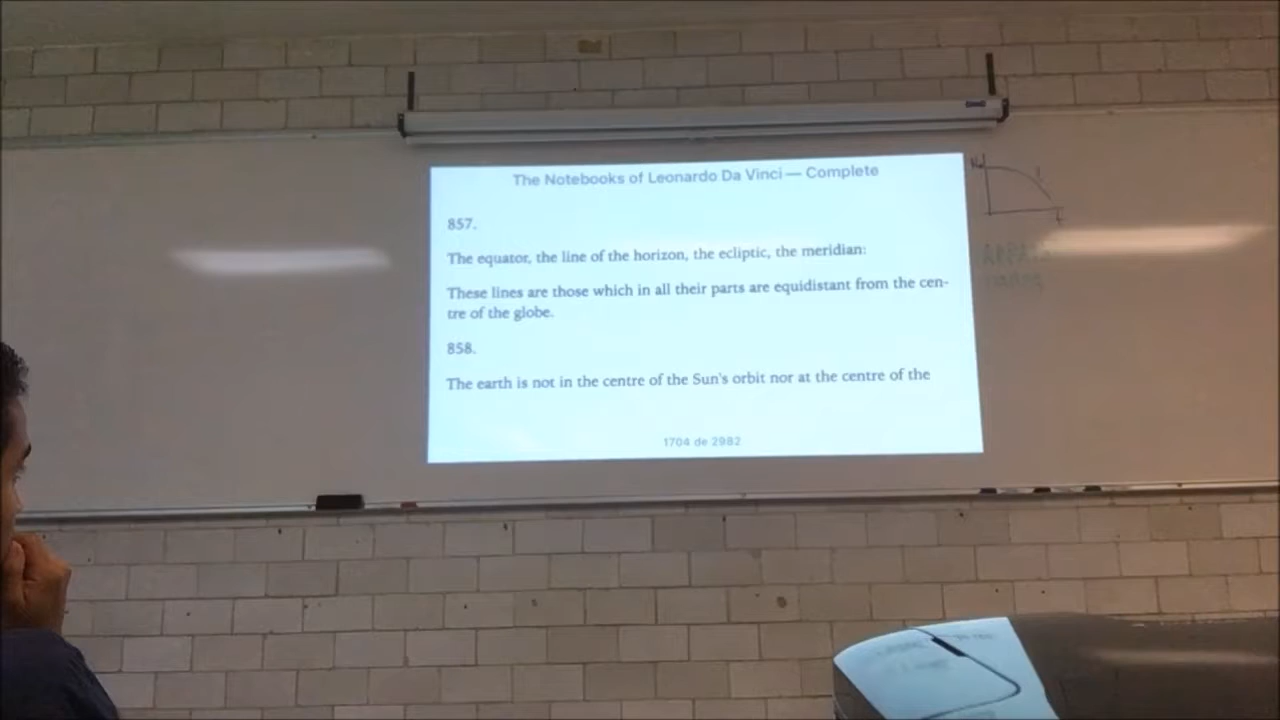 The Notebooks of Leonardo Da Vinci — Complete
857.
The equator, the line of the horizon, the ecliptic, the meridian:
These lines are those which in all their parts are equidistant from the cen-
tre of the globe.
858.
The earth is not in the centre of the Sun's orbit nor at the centre of the
1704 de 2982